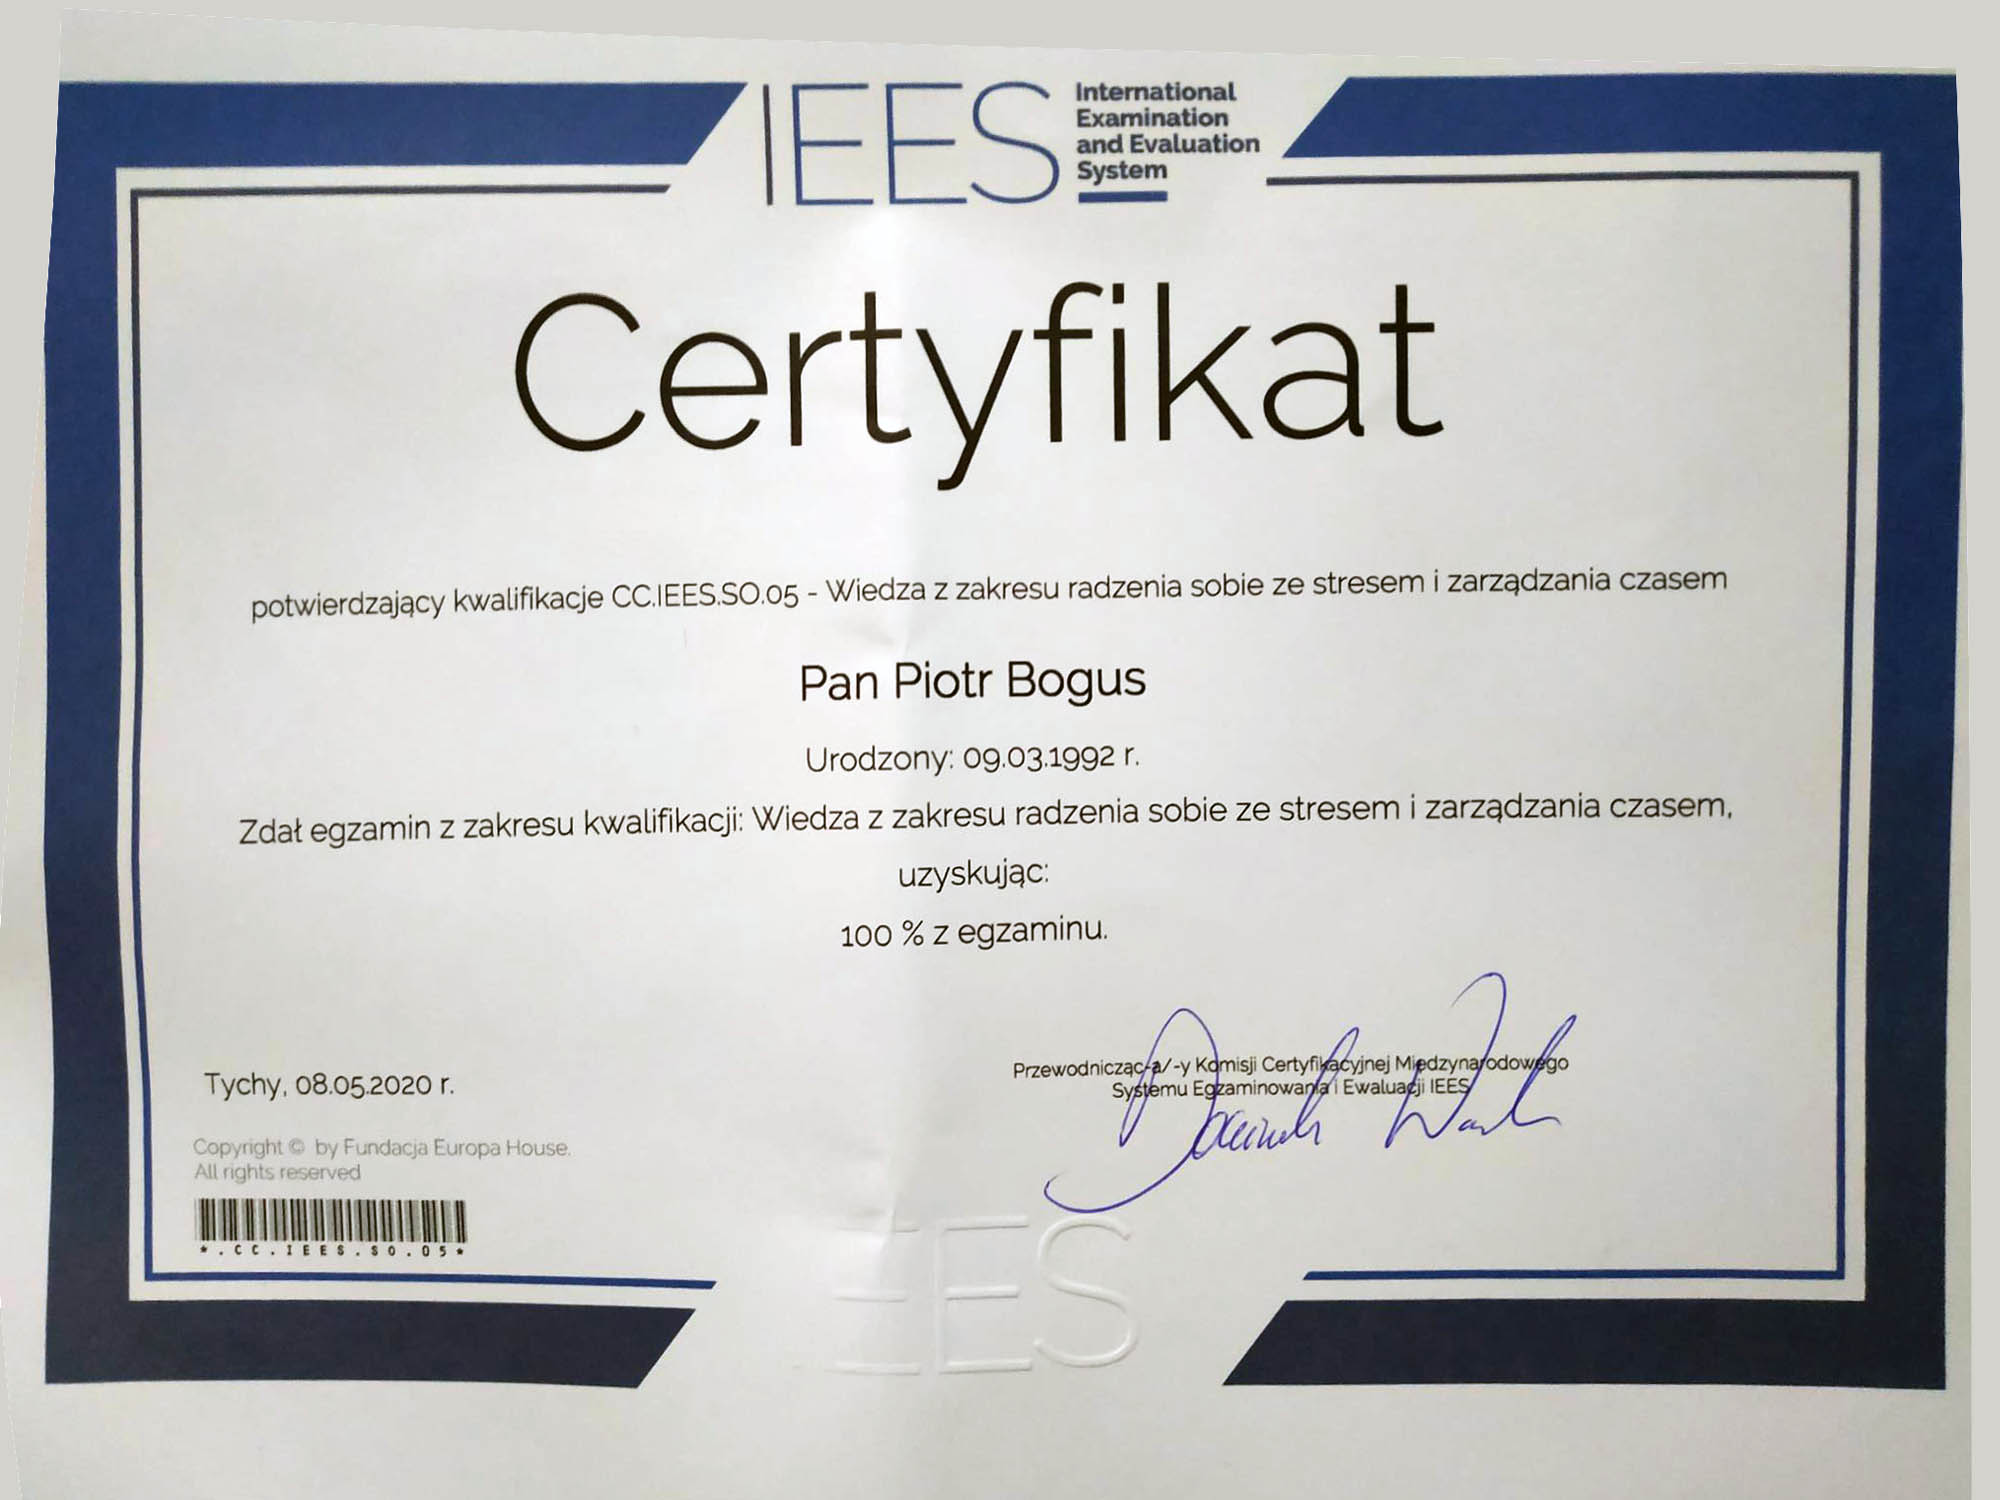 IEES
International
Examination
and Evaluation
System
Certyfikat
potwierdzający kwalifikacje CC.IEES.SO.05 - Wiedza z zakresu radzenia sobie ze stresem i zarządzania czasem
Pan Piotr Bogus
Urodzony: 09.03.1992 r.
Zdał egzamin z zakresu kwalifikacji: Wiedza z zakresu radzenia sobie ze stresem i zarządzania czasem,
uzyskując:
100 % z egzaminu.
Przewodnicząc-a/-y Komisji Certyfikacyjnej Międzynarodowego
Systemu Egzaminowania i Ewaluacji IEES
Tychy, 08.05.2020 r.
Copyright © by Fundacja Europa House.
All rights reserved
*.CC.IEES.SO.05*
EES